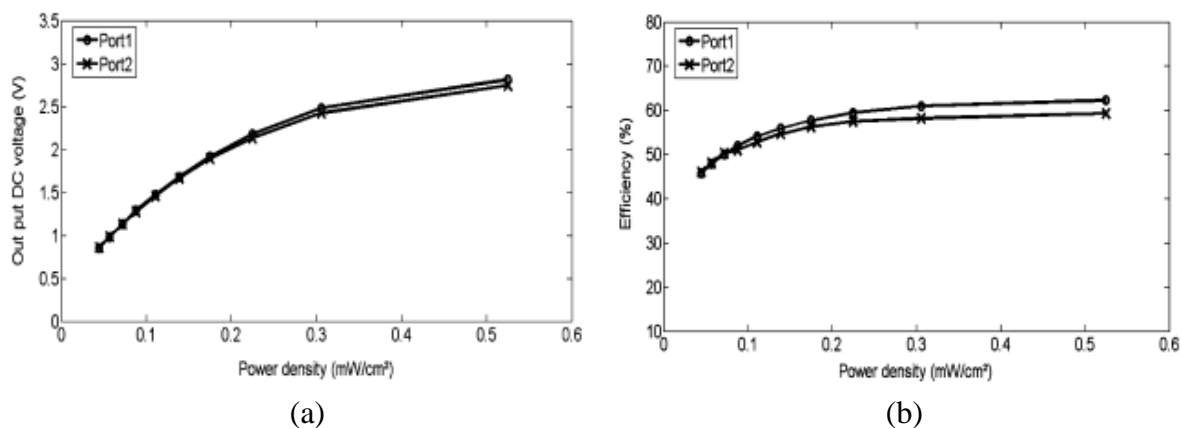 3.5
3
2.5
2
1.5
1
0.5
0
0 0.1 0.2 0.3 0.4 0.5 0.6
Out put DC voltage (V)
Port1
Port2
Power density (mW/cm²)
(a)
80
70
60
50
40
30
20
10
0 0.1 0.2 0.3 0.4 0.5 0.6
Efficiency (%)
Port1
Port2
Power density (mW/cm²)
(b)